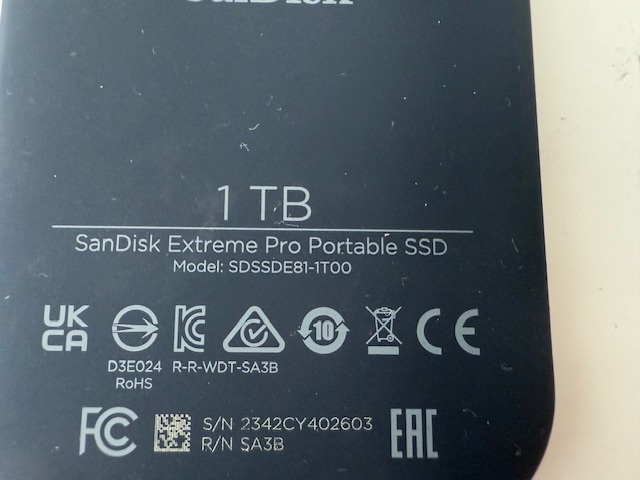 SanDisk
1 TB
SanDisk Extreme Pro Portable SSD
Model: SDSSDE81-1T00
UK
CA
10
CE
D3E024
RoHS
R-R-WDT-SA3B
FC
S/N 2342CY402603
R/N SA3B
EAC